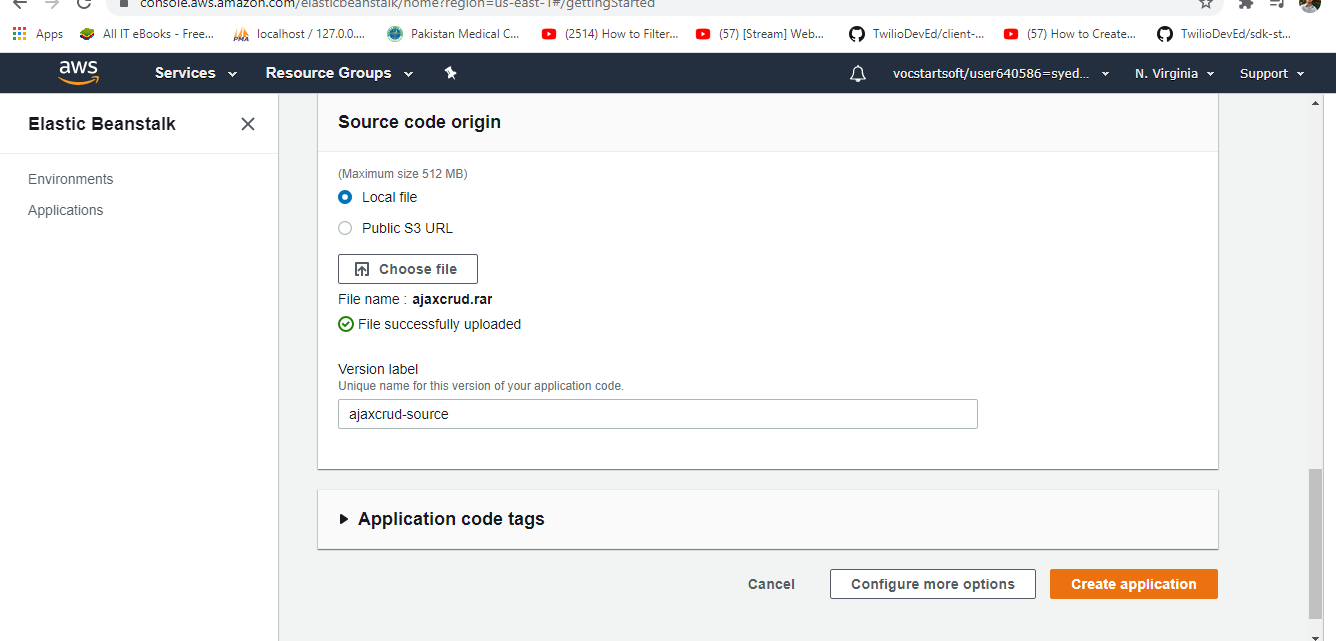 console.aws.amazon.com/elasticbeanstalk/home?region=us-east-1#/gettingStarted
Apps All IT eBooks - Free... localhost / 127.0.0.... Pakistan Medical C... (2514) How to Filter... (57) [Stream] Web... TwilioDevEd/client-... (57) How to Create... TwilioDevEd/sdk-st...
aws Services Resource Groups vocstartsoft/user640586=syed... N. Virginia Support
Elastic Beanstalk
Environments
Applications
Source code origin
(Maximum size 512 MB)
Local file
Public S3 URL
Choose file
File name : ajaxcrud.rar
File successfully uploaded
Version label
Unique name for this version of your application code.
ajaxcrud-source
Application code tags
Cancel Configure more options Create application